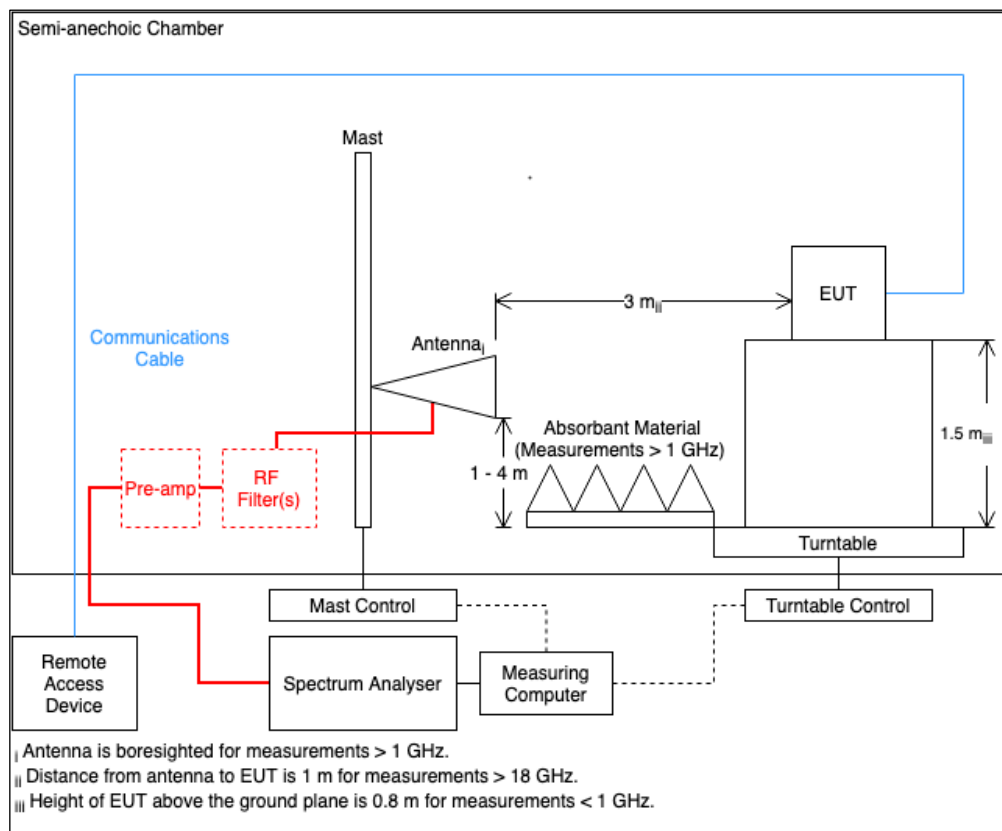 Semi-anechoic Chamber
Mast
EUT
3 m ii
Communications
Cable
Antenna i
Absorbant Material
(Measurements > 1 GHz)
1.5 m iii
1 - 4 m
Pre-amp
RF
Filter(s)
Turntable
Mast Control
Turntable Control
Remote
Access
Device
Spectrum Analyser
Measuring
Computer
i Antenna is boresighted for measurements > 1 GHz.
ii Distance from antenna to EUT is 1 m for measurements > 18 GHz.
iii Height of EUT above the ground plane is 0.8 m for measurements < 1 GHz.